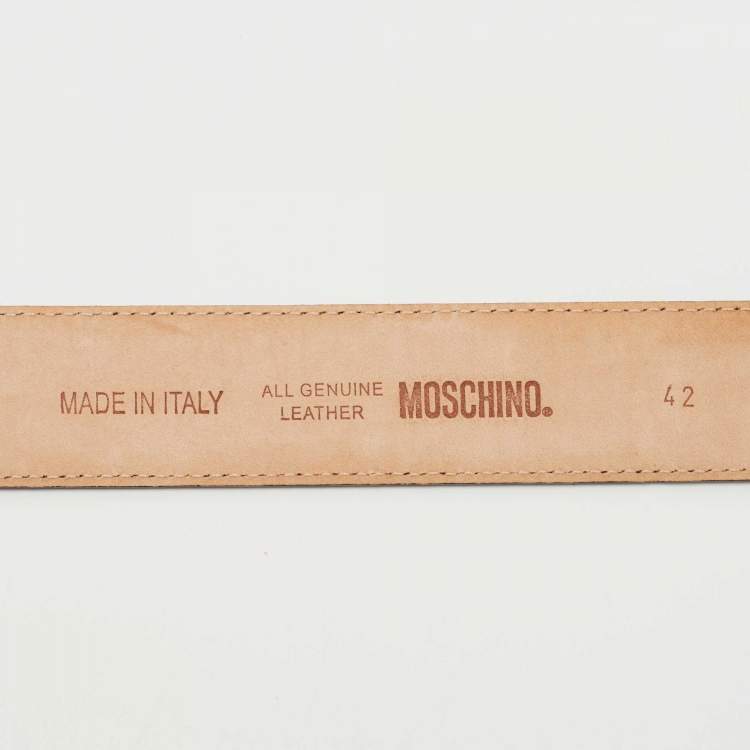 MADE IN ITALY
ALL GENUINE
LEATHER
MOSCHINO®
42